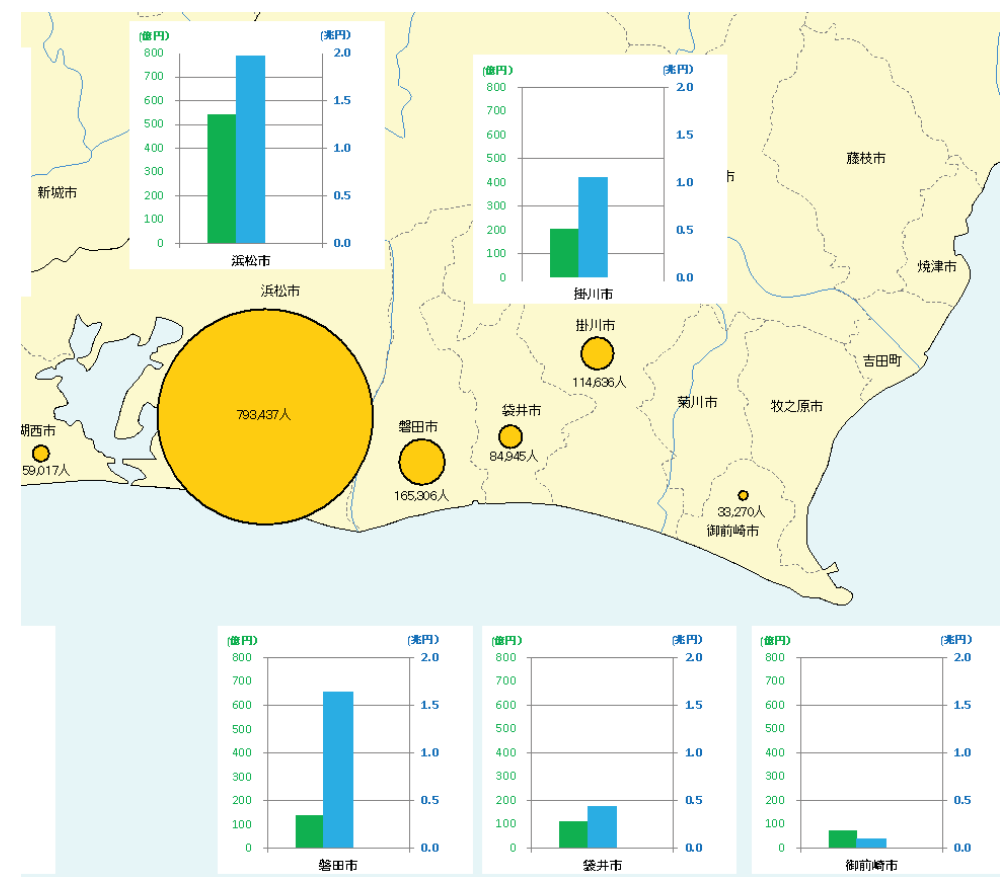 (億円)
(兆円)
800
700
600
500
400
300
200
100
0
2.0
1.5
1.0
0.5
0.0
浜松市
(億円)
(兆円)
800
700
600
500
400
300
200
100
0
2.0
1.5
1.0
0.5
0.0
掛川市
新城市
藤枝市
市
焼津市
浜松市
掛川市
114,636人
吉田町
菊川市
牧之原市
793,437人
袋井市
84,945人
磐田市
165,306人
湖西市
59,017人
33,270人
御前崎市
(億円)
(兆円)
800
700
600
500
400
300
200
100
0
2.0
1.5
1.0
0.5
0.0
磐田市
(億円)
(兆円)
800
700
600
500
400
300
200
100
0
2.0
1.5
1.0
0.5
0.0
袋井市
(億円)
(兆円)
800
700
600
500
400
300
200
100
0
2.0
1.5
1.0
0.5
0.0
御前崎市